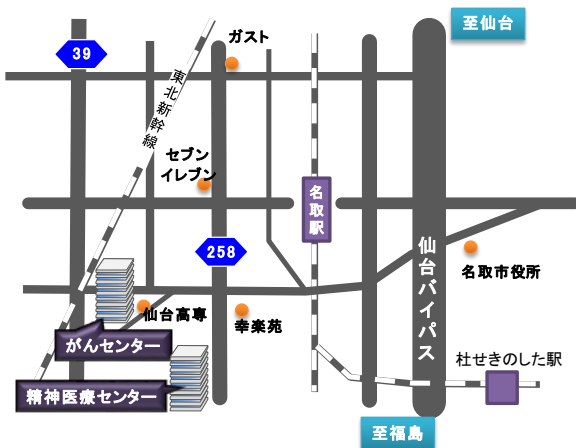 至仙台
ガスト
39
東北新幹線
セブン
イレブン
名取駅
258
仙台バイパス
名取市役所
仙台高専
幸楽苑
がんセンター
杜せきのした駅
精神医療センター
至福島